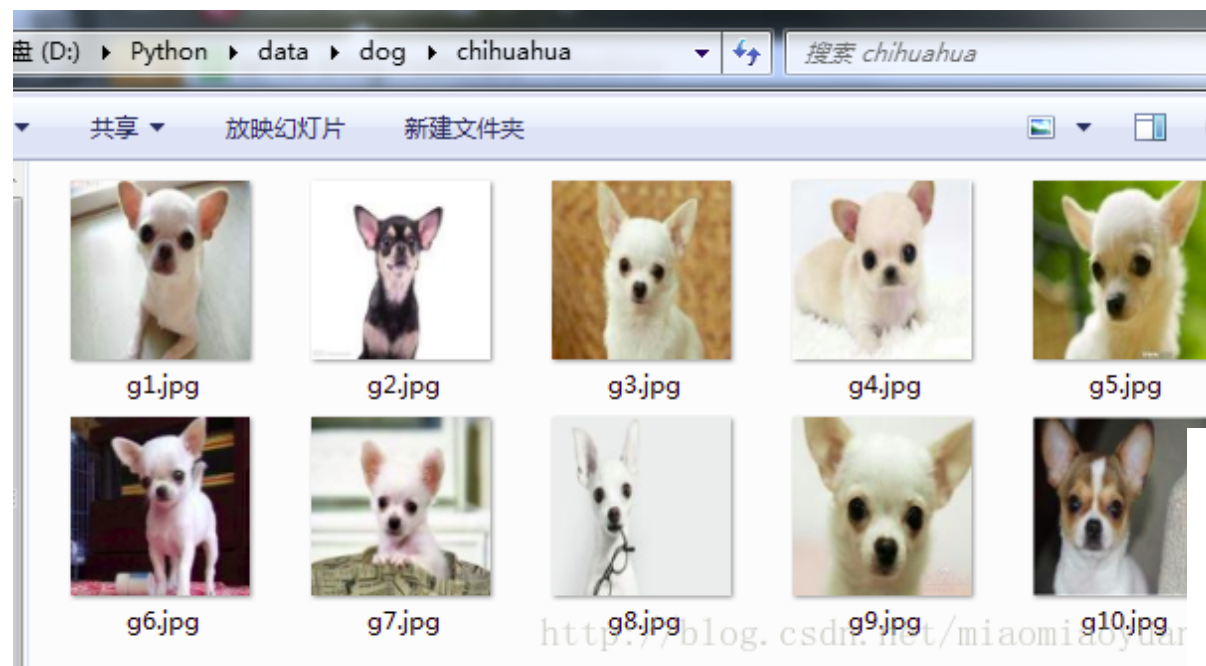 盘 (D:) ▸ Python ▸ data ▸ dog ▸ chihuahua
搜索 chihuahua
共享 放映幻灯片 新建文件夹
g1.jpg g2.jpg g3.jpg g4.jpg g5.jpg
g6.jpg g7.jpg g8.jpg g9.jpg g10.jpg
http://blog.csdn.net/miaomiaoyuan